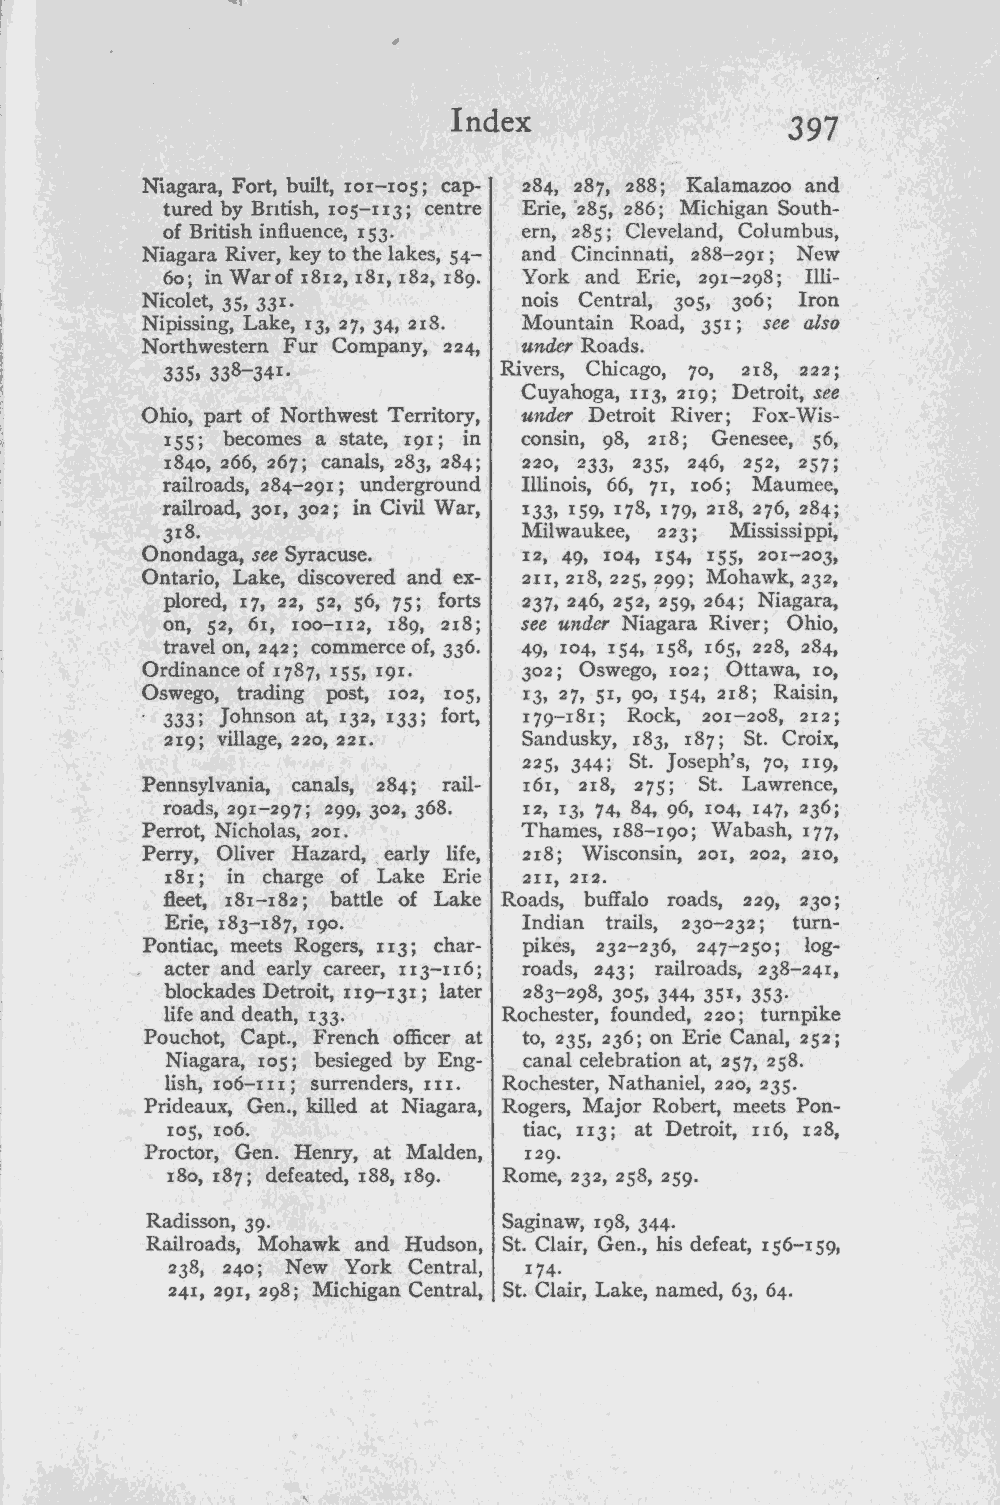 Index
397
Niagara, Fort, built, 101–105; cap-
tured by British, 105–113; centre
of British influence, 153.
Niagara River, key to the lakes, 54–
60; in War of 1812, 181, 182, 189.
Nicolet, 35, 331.
Nipissing, Lake, 13, 27, 34, 218.
Northwestern Fur Company, 224,
335, 338–341.
Ohio, part of Northwest Territory,
155; becomes a state, 191; in
1840, 266, 267; canals, 283, 284;
railroads, 284–291; underground
railroad, 301, 302; in Civil War,
318.
Onondaga, see Syracuse.
Ontario, Lake, discovered and ex-
plored, 17, 22, 52, 56, 75; forts
on, 52, 61, 100–112, 189, 218;
travel on, 242; commerce of, 336.
Ordinance of 1787, 155, 191.
Oswego, trading post, 102, 105,
333; Johnson at, 132, 133; fort,
219; village, 220, 221.
Pennsylvania, canals, 284; rail-
roads, 291–297; 299, 302, 368.
Perrot, Nicholas, 201.
Perry, Oliver Hazard, early life,
181; in charge of Lake Erie
fleet, 181–182; battle of Lake
Erie, 183–187, 190.
Pontiac, meets Rogers, 113; char-
acter and early career, 113–116;
blockades Detroit, 119–131; later
life and death, 133.
Pouchot, Capt., French officer at
Niagara, 105; besieged by Eng-
lish, 106–111; surrenders, 111.
Prideaux, Gen., killed at Niagara,
105, 106.
Proctor, Gen. Henry, at Malden,
180, 187; defeated, 188, 189.
Radisson, 39.
Railroads, Mohawk and Hudson,
238, 240; New York Central,
241, 291, 298; Michigan Central,
284, 287, 288; Kalamazoo and
Erie, 285, 286; Michigan South-
ern, 285; Cleveland, Columbus,
and Cincinnati, 288–291; New
York and Erie, 291–298; Illi-
nois Central, 305, 306; Iron
Mountain Road, 351; see also
under Roads.
Rivers, Chicago, 70, 218, 222;
Cuyahoga, 113, 219; Detroit, see
under Detroit River; Fox-Wis-
consin, 98, 218; Genesee, 56,
220, 233, 235, 246, 252, 257;
Illinois, 66, 71, 106; Maumee,
133, 159, 178, 179, 218, 276, 284;
Milwaukee, 223; Mississippi,
12, 49, 104, 154, 155, 201–203,
211, 218, 225, 299; Mohawk, 232,
237, 246, 252, 259, 264; Niagara,
see under Niagara River; Ohio,
49, 104, 154, 158, 165, 228, 284,
302; Oswego, 102; Ottawa, 10,
13, 27, 51, 90, 154, 218; Raisin,
179–181; Rock, 201–208, 212;
Sandusky, 183, 187; St. Croix,
225, 344; St. Joseph's, 70, 119,
161, 218, 275; St. Lawrence,
12, 13, 74, 84, 96, 104, 147, 236;
Thames, 188–190; Wabash, 177,
218; Wisconsin, 201, 202, 210,
211, 212.
Roads, buffalo roads, 229, 230;
Indian trails, 230–232; turn-
pikes, 232–236, 247–250; log-
roads, 243; railroads, 238–241,
283–298, 305, 344, 351, 353.
Rochester, founded, 220; turnpike
to, 235, 236; on Erie Canal, 252;
canal celebration at, 257, 258.
Rochester, Nathaniel, 220, 235.
Rogers, Major Robert, meets Pon-
tiac, 113; at Detroit, 116, 128,
129.
Rome, 232, 258, 259.
Saginaw, 198, 344.
St. Clair, Gen., his defeat, 156–159,
174.
St. Clair, Lake, named, 63, 64.